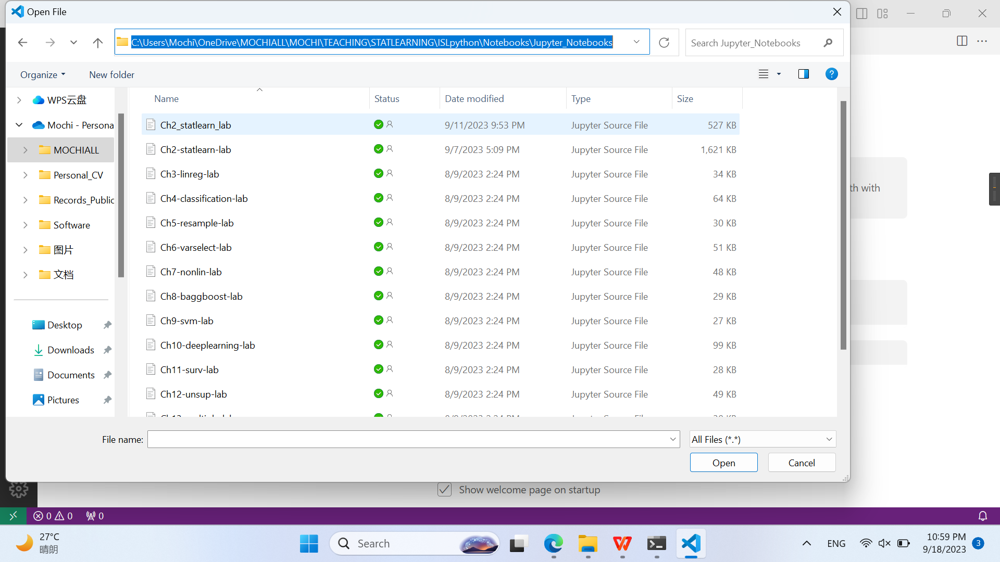 Open File
C:\Users\Mochi\OneDrive\MOCHIALL\MOCHI\TEACHING\STATLEARNING\ISLpython\Notebooks\Jupyter_Notebooks
Search Jupyter_Notebooks
Organize
New folder
Name Status Date modified Type Size
WPS云盘
Mochi - Persona
MOCHIALL
Personal_CV
Records_Public
Software
图片
文档
Desktop
Downloads
Documents
Pictures
Ch2_statlearn_lab 9/11/2023 9:53 PM Jupyter Source File 527 KB
Ch2-statlearn-lab 9/7/2023 5:09 PM Jupyter Source File 1,621 KB
Ch3-linreg-lab 8/9/2023 2:24 PM Jupyter Source File 34 KB
Ch4-classification-lab 8/9/2023 2:24 PM Jupyter Source File 64 KB
Ch5-resample-lab 8/9/2023 2:24 PM Jupyter Source File 30 KB
Ch6-varselect-lab 8/9/2023 2:24 PM Jupyter Source File 51 KB
Ch7-nonlin-lab 8/9/2023 2:24 PM Jupyter Source File 48 KB
Ch8-baggboost-lab 8/9/2023 2:24 PM Jupyter Source File 29 KB
Ch9-svm-lab 8/9/2023 2:24 PM Jupyter Source File 27 KB
Ch10-deeplearning-lab 8/9/2023 2:24 PM Jupyter Source File 99 KB
Ch11-surv-lab 8/9/2023 2:24 PM Jupyter Source File 28 KB
Ch12-unsup-lab 8/9/2023 2:24 PM Jupyter Source File 49 KB
th with
File name:
All Files (*.*)
Open
Cancel
Show welcome page on startup
0 0 0
27°C
晴朗
Search
ENG
10:59 PM
9/18/2023
3